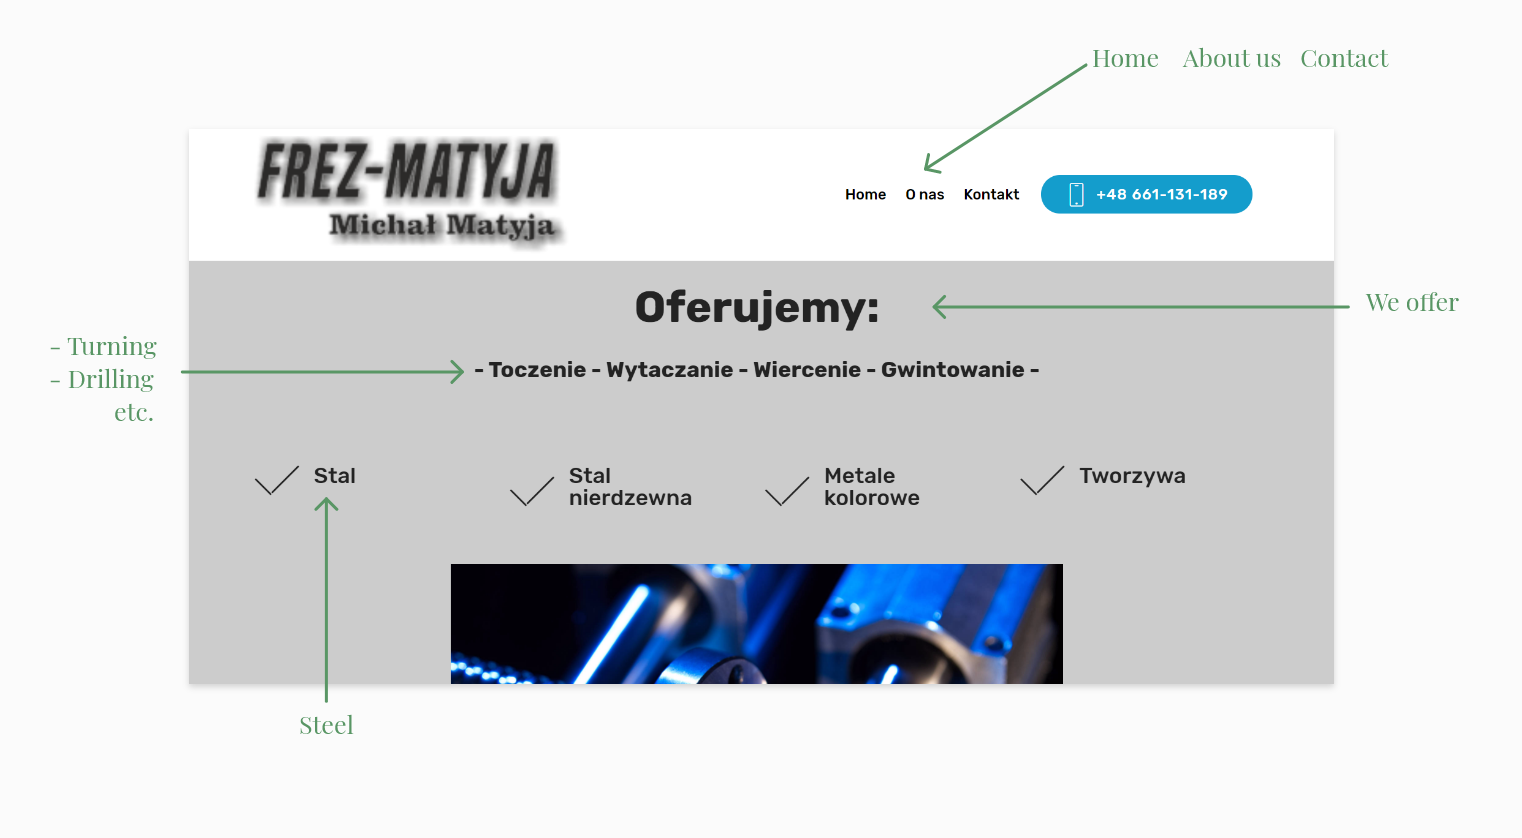 Home About us Contact
FREZ-MATYJA
Michał Matyja
Home O nas Kontakt +48 661-131-189
Oferujemy:
We offer
- Turning
- Drilling
etc.
- Toczenie - Wytaczanie - Wiercenie - Gwintowanie -
Stal
Stal
nierdzewna
Metale
kolorowe
Tworzywa
Steel